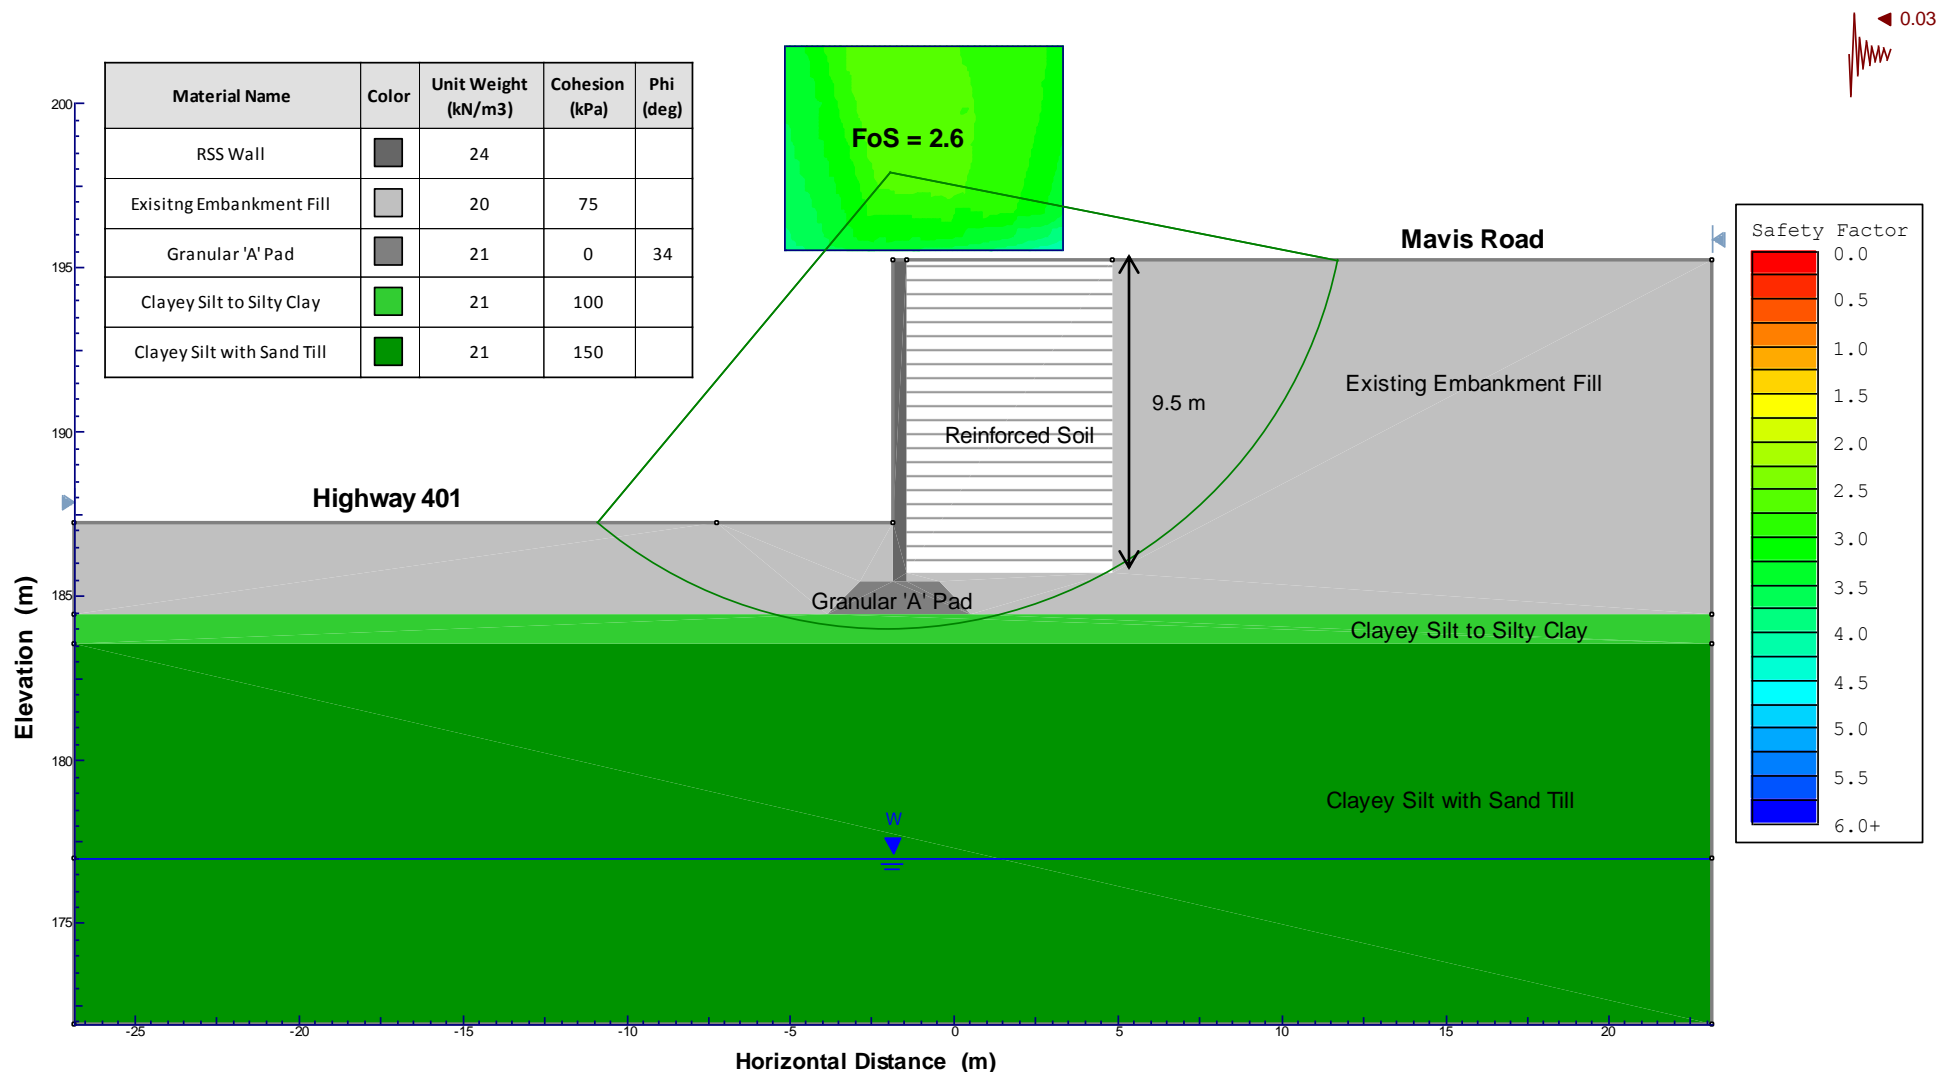 0.03
Material Name Color Unit Weight (kN/m3) Cohesion (kPa) Phi (deg)
RSS Wall 24
Exisitng Embankment Fill 20 75
Granular 'A' Pad 21 0 34
Clayey Silt to Silty Clay 21 100
Clayey Silt with Sand Till 21 150
FoS = 2.6
Mavis Road
Safety Factor
0.0
0.5
1.0
1.5
2.0
2.5
3.0
3.5
4.0
4.5
5.0
5.5
6.0+
Existing Embankment Fill
9.5 m
Reinforced Soil
Highway 401
Granular 'A' Pad
Clayey Silt to Silty Clay
Clayey Silt with Sand Till
W
200
195
190
185
180
175
Elevation (m)
-25 -20 -15 -10 -5 0 5 10 15 20
Horizontal Distance (m)